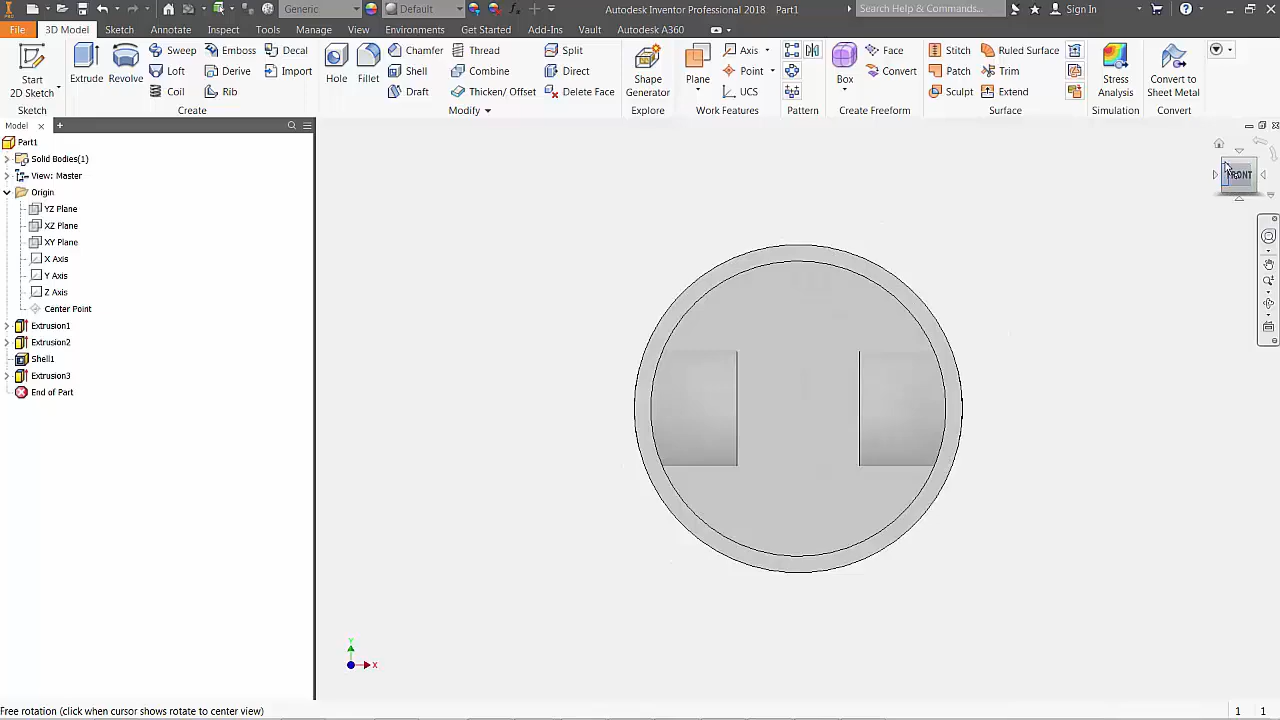 Generic
Default
Autodesk Inventor Professional 2018 Part1
Search Help & Commands...
Sign In
File
3D Model
Sketch
Annotate
Inspect
Tools
Manage
View
Environments
Get Started
Add-Ins
Vault
Autodesk A360
Start
2D Sketch
Extrude
Revolve
Sweep
Emboss
Decal
Loft
Derive
Import
Coil
Rib
Hole
Fillet
Chamfer
Thread
Split
Shell
Combine
Direct
Draft
Thicken/ Offset
Delete Face
Shape
Generator
Plane
Axis
Point
UCS
Box
Face
Convert
Stitch
Ruled Surface
Patch
Trim
Sculpt
Extend
Stress
Analysis
Convert to
Sheet Metal
Sketch
Create
Modify
Explore
Work Features
Pattern
Create Freeform
Surface
Simulation
Convert
Model
Part1
Solid Bodies(1)
View: Master
Origin
YZ Plane
XZ Plane
XY Plane
X Axis
Y Axis
Z Axis
Center Point
Extrusion1
Extrusion2
Shell1
Extrusion3
End of Part
FRONT
Y
X
Free rotation (click when cursor shows rotate to center view)
1 1